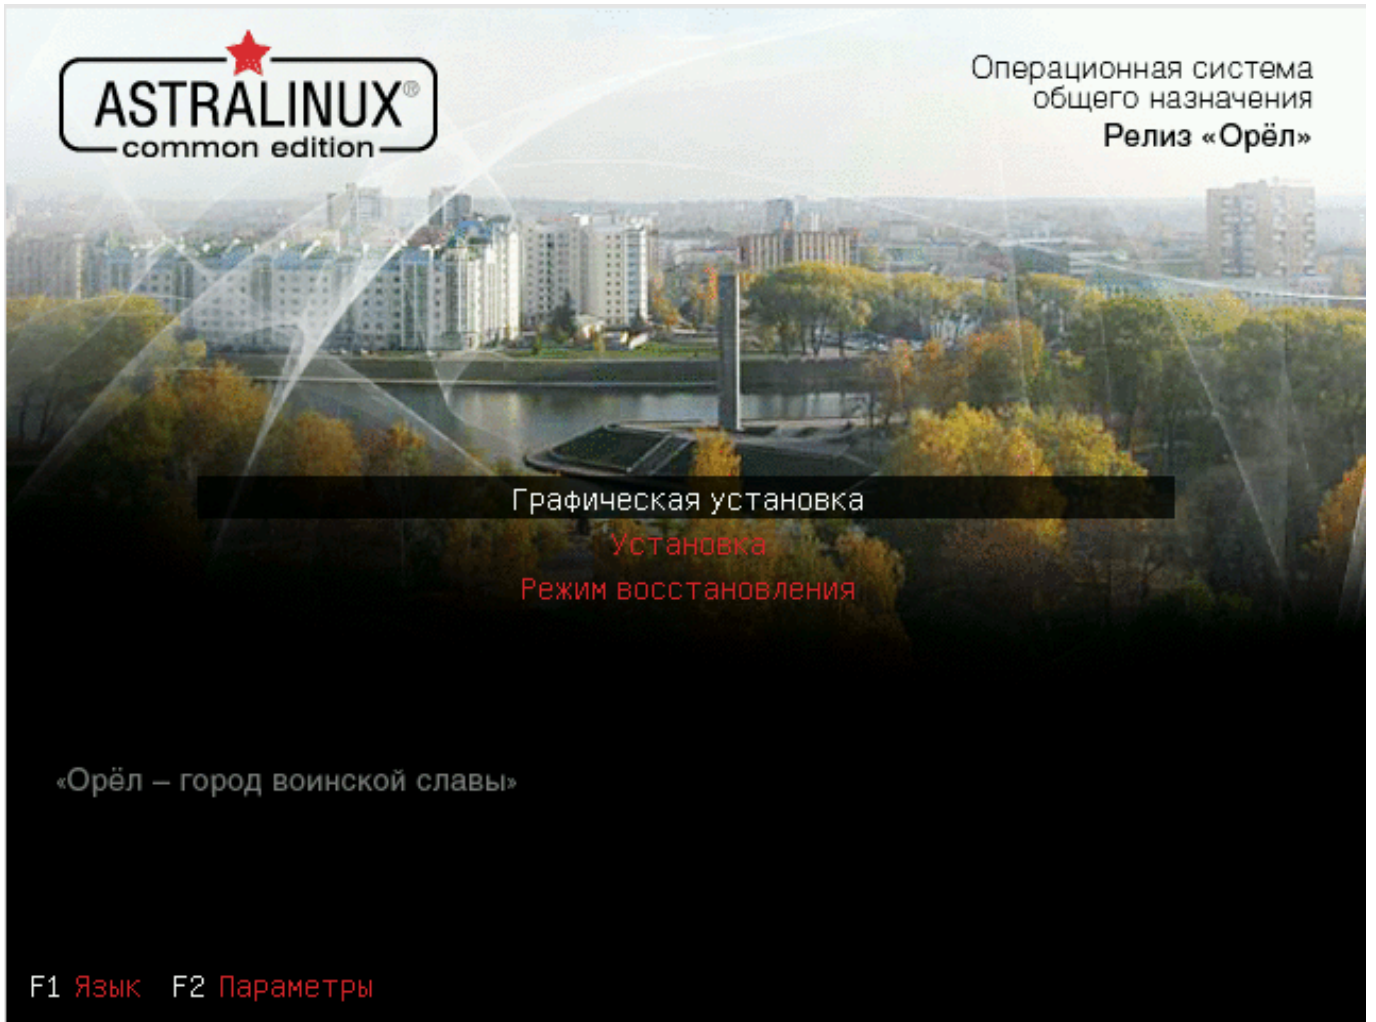 ASTRALINUX®
common edition
Операционная система
общего назначения
Релиз «Орёл»
Графическая установка
Установка
Режим восстановления
«Орёл – город воинской славы»
F1 Язык F2 Параметры